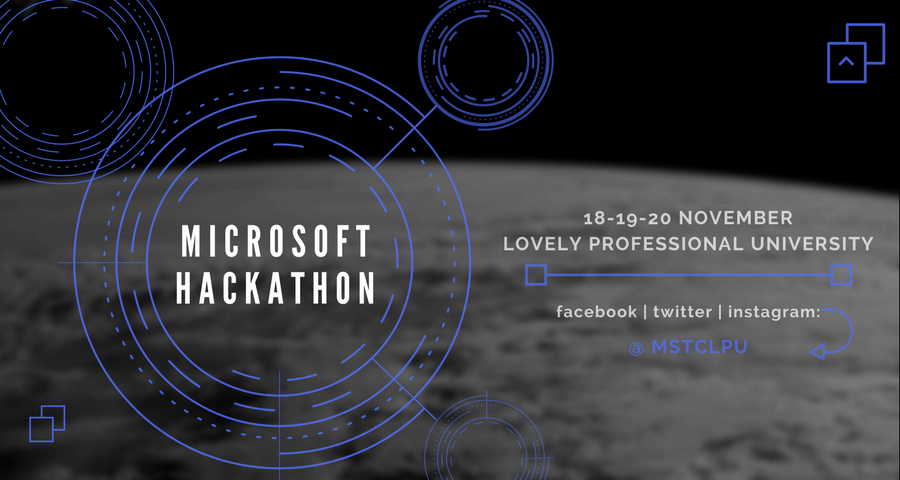 MICROSOFT
HACKATHON
18-19-20 NOVEMBER
LOVELY PROFESSIONAL UNIVERSITY
facebook | twitter | instagram:
@ MSTCLPU